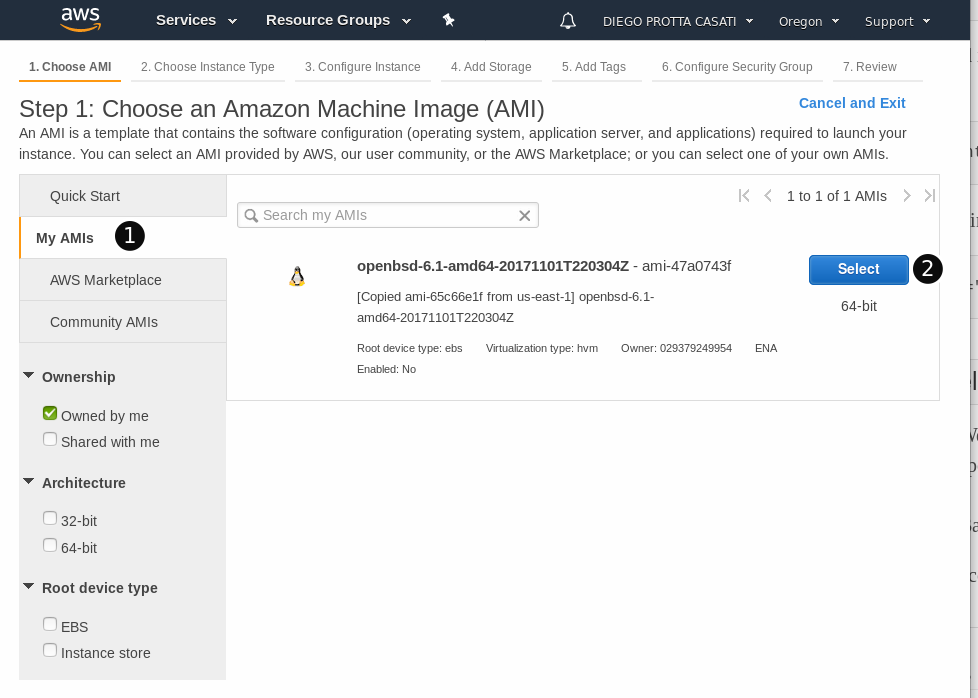 aws Services Resource Groups DIEGO PROTTA CASATI Oregon Support
1. Choose AMI 2. Choose Instance Type 3. Configure Instance 4. Add Storage 5. Add Tags 6. Configure Security Group 7. Review
Step 1: Choose an Amazon Machine Image (AMI)
Cancel and Exit
An AMI is a template that contains the software configuration (operating system, application server, and applications) required to launch your
instance. You can select an AMI provided by AWS, our user community, or the AWS Marketplace; or you can select one of your own AMIs.
Quick Start
My AMIs 1
AWS Marketplace
Community AMIs
Ownership
Owned by me
Shared with me
Architecture
32-bit
64-bit
Root device type
EBS
Instance store
1 to 1 of 1 AMIs
Search my AMIs
openbsd-6.1-amd64-20171101T220304Z - ami-47a0743f
Select 2
[Copied ami-65c66e1f from us-east-1] openbsd-6.1-
amd64-20171101T220304Z
64-bit
Root device type: ebs Virtualization type: hvm Owner: 029379249954 ENA
Enabled: No